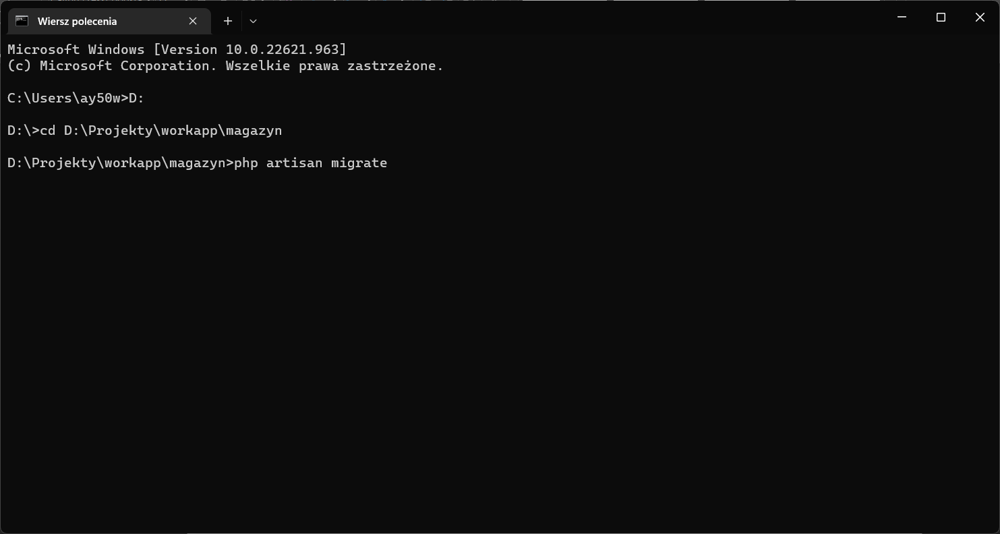 Wiersz polecenia
Microsoft Windows [Version 10.0.22621.963]
(c) Microsoft Corporation. Wszelkie prawa zastrzeżone.
C:\Users\ay50w>D:
D:\>cd D:\Projekty\workapp\magazyn
D:\Projekty\workapp\magazyn>php artisan migrate